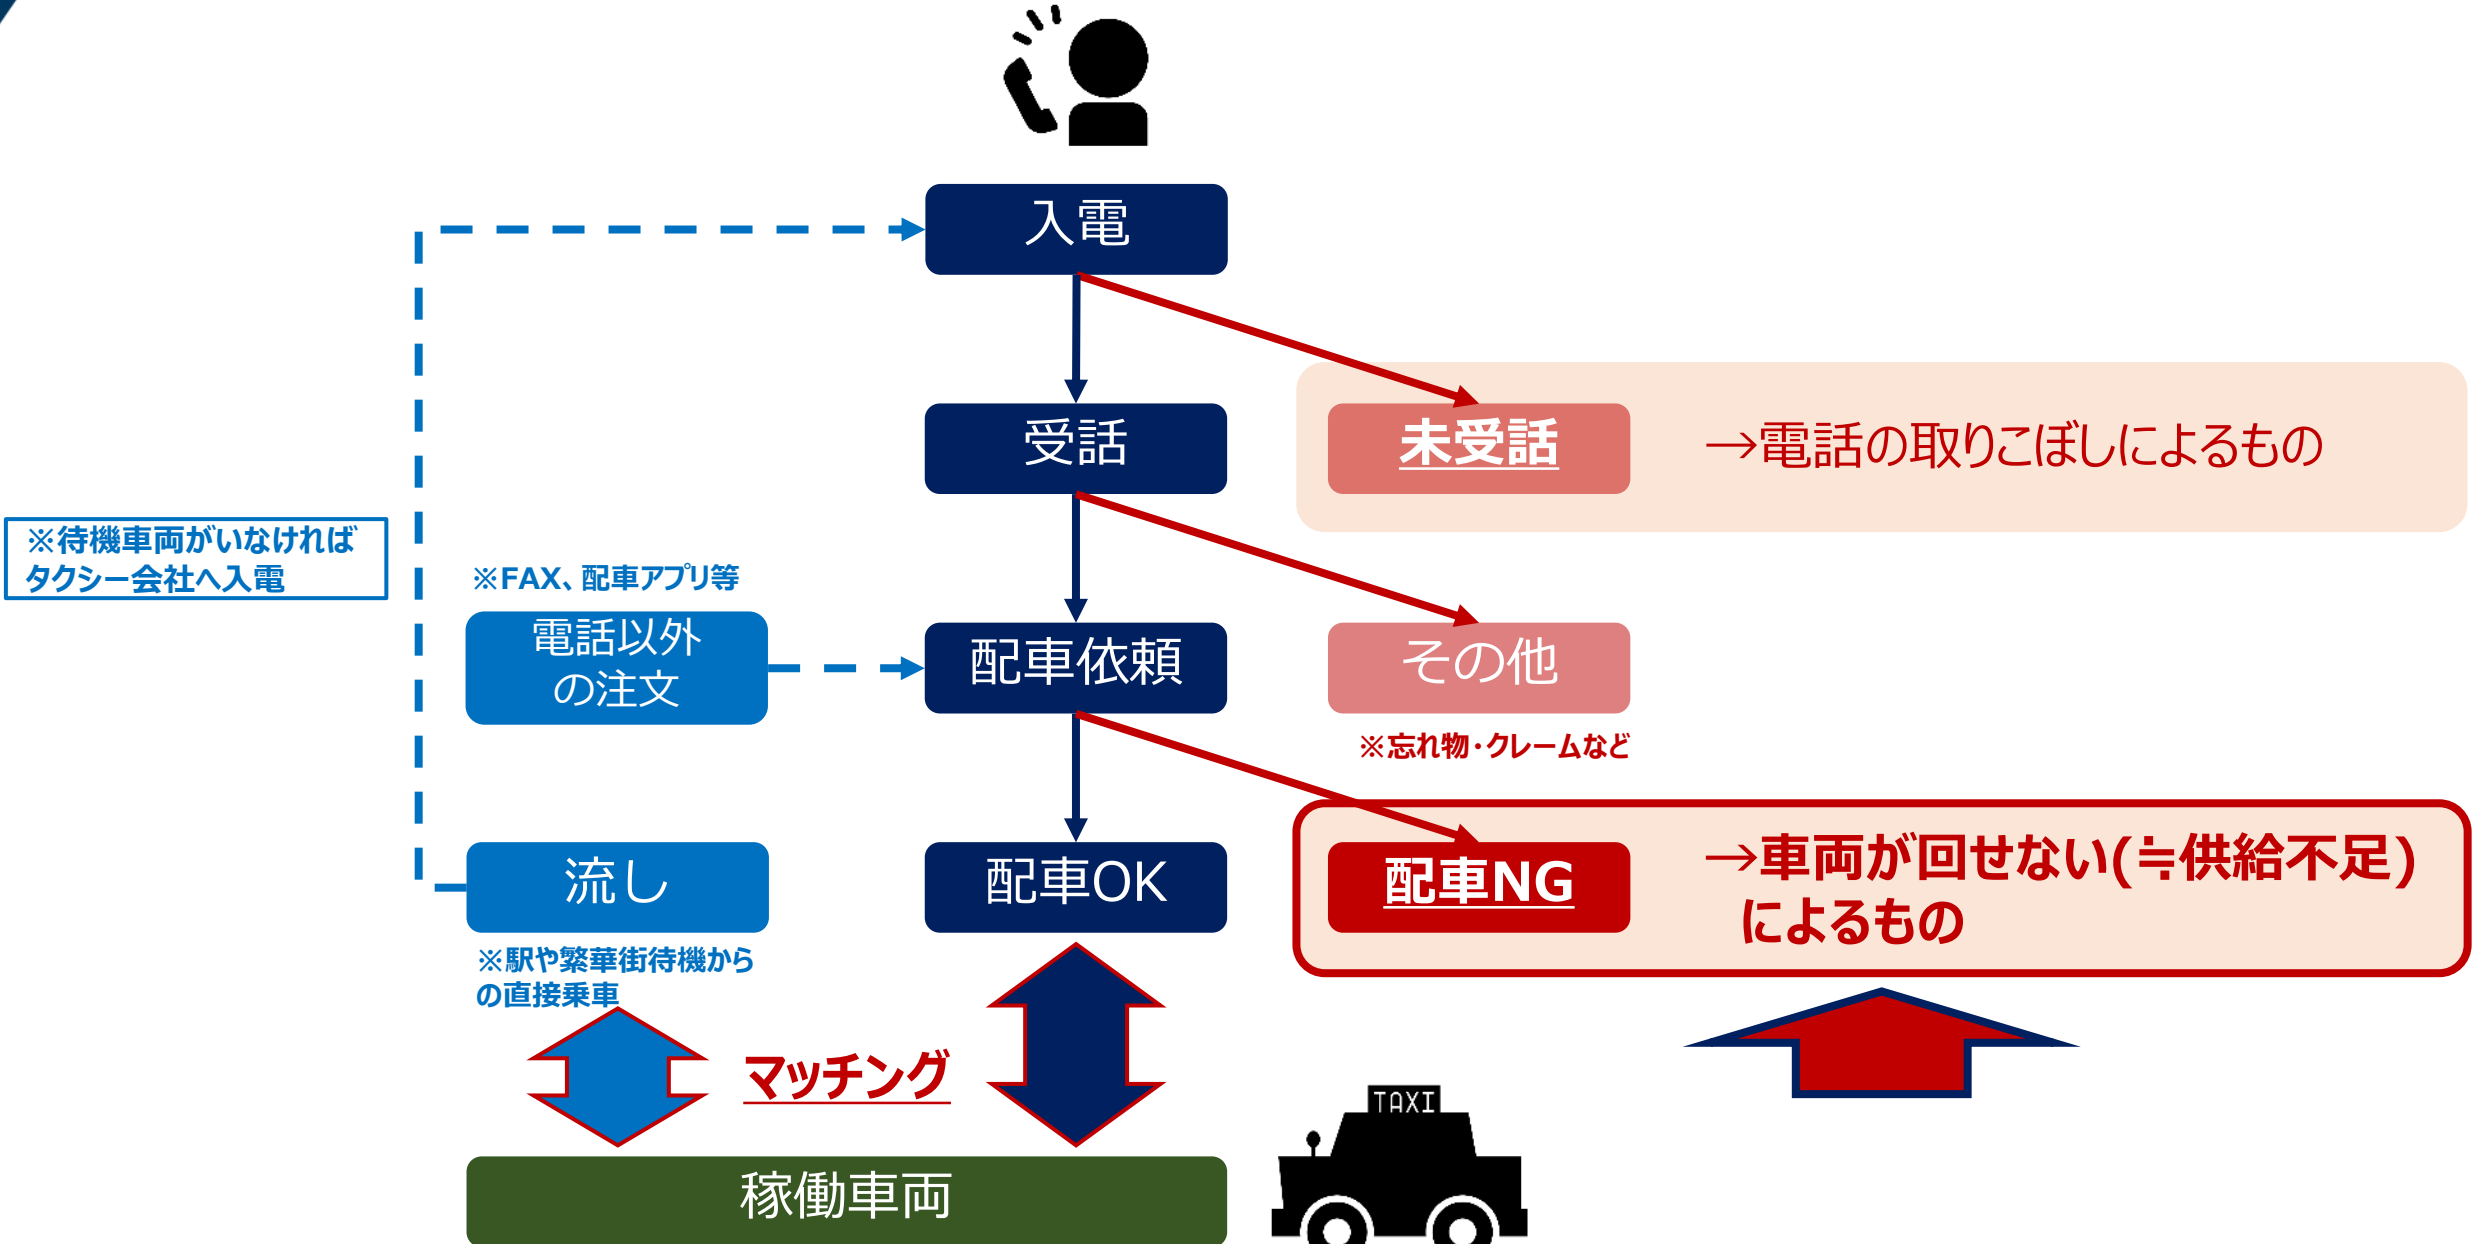 入電
受話
未受話
→電話の取りこぼしによるもの
※待機車両がいなければ
タクシー会社へ入電
※FAX、配車アプリ等
電話以外
の注文
配車依頼
その他
※忘れ物・クレームなど
流し
配車OK
配車NG
→車両が回せない(≒供給不足)
によるもの
※駅や繁華街待機から
の直接乗車
マッチング
TAXI
稼働車両